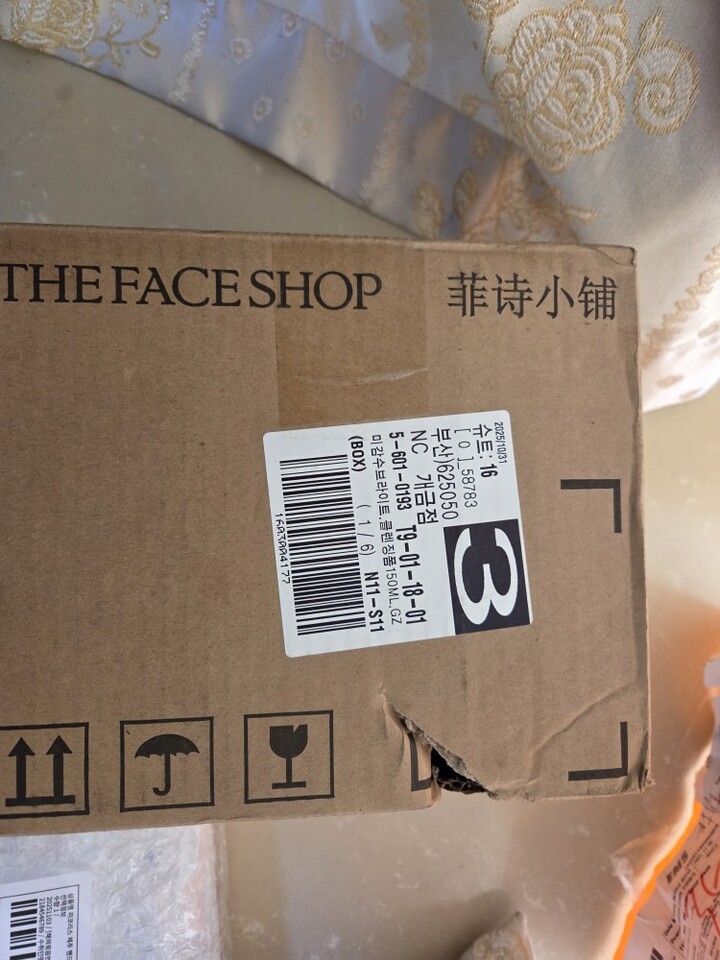 THE FACE SHOP 菲诗小铺
2025/10/31
슈트: 16
[ 0 ]_58783
부산)625050
NC 개금점
3
5-601-0193 T9-01-18-01
미감수브라이트.클렌징폼150ML.GZ
(BOX) ( 1 / 6) N11-S11
1603004177